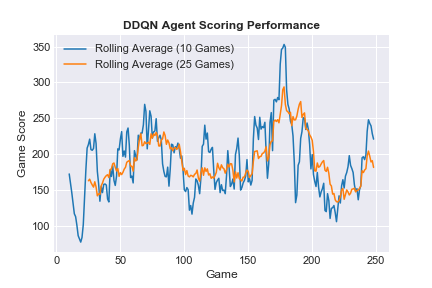 DDQN Agent Scoring Performance
Rolling Average (10 Games)
Rolling Average (25 Games)
350
300
250
200
150
100
Game Score
0 50 100 150 200 250
Game